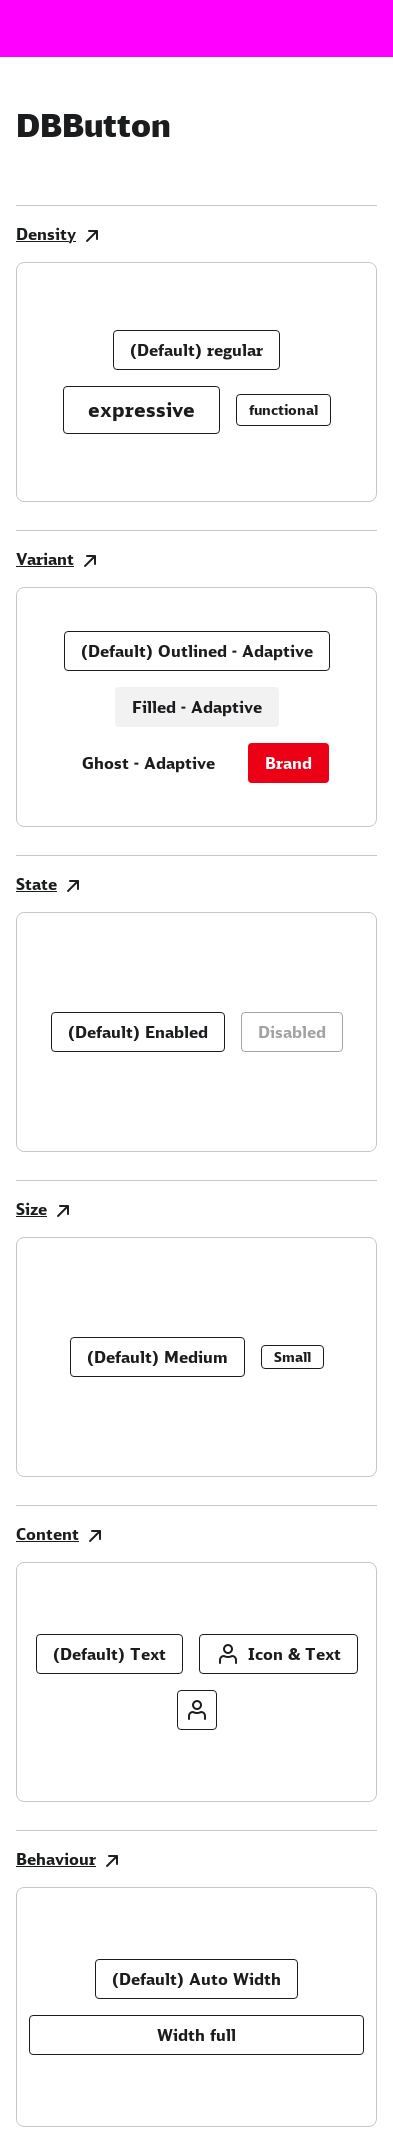 DBButton
Density
(Default) regular
expressive functional
Variant
(Default) Outlined - Adaptive
Filled - Adaptive
Ghost - Adaptive Brand
State
(Default) Enabled Disabled
Size
(Default) Medium Small
Content
(Default) Text Icon & Text
Behaviour
(Default) Auto Width
Width full